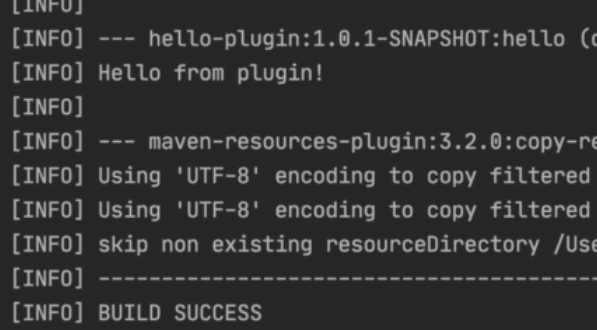 [INFO]
[INFO] --- hello-plugin:1.0.1-SNAPSHOT:hello (
[INFO] Hello from plugin!
[INFO]
[INFO] --- maven-resources-plugin:3.2.0:copy-re
[INFO] Using 'UTF-8' encoding to copy filtered
[INFO] Using 'UTF-8' encoding to copy filtered
[INFO] skip non existing resourceDirectory /Use
[INFO] ----------------------------------------
[INFO] BUILD SUCCESS